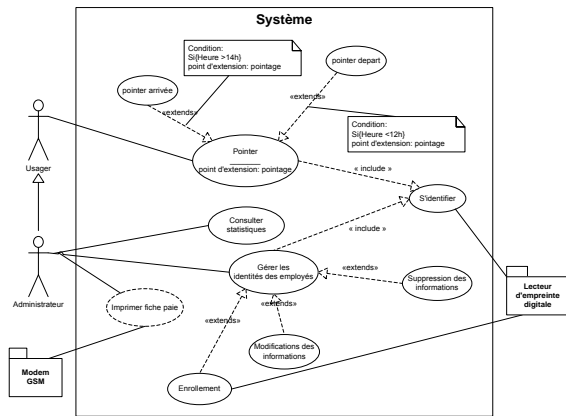 Système
Condition:
Si{Heure >14h}
point d'extension: pointage
pointer depart
pointer arrivée
«extends»
«extends»
Condition:
Si{Heure <12h}
point d'extension: pointage
Pointer
point d'extension: pointage
Usager
« include »
S'identifier
Consulter
statistiques
« include »
Gérer les
identités des employés
«extends»
Suppression des
informations
Administrateur
Imprimer fiche paie
Lecteur
d'empreinte
digitale
«extends»
«extends»
Modifications des
informations
Modem
GSM
Enrollement